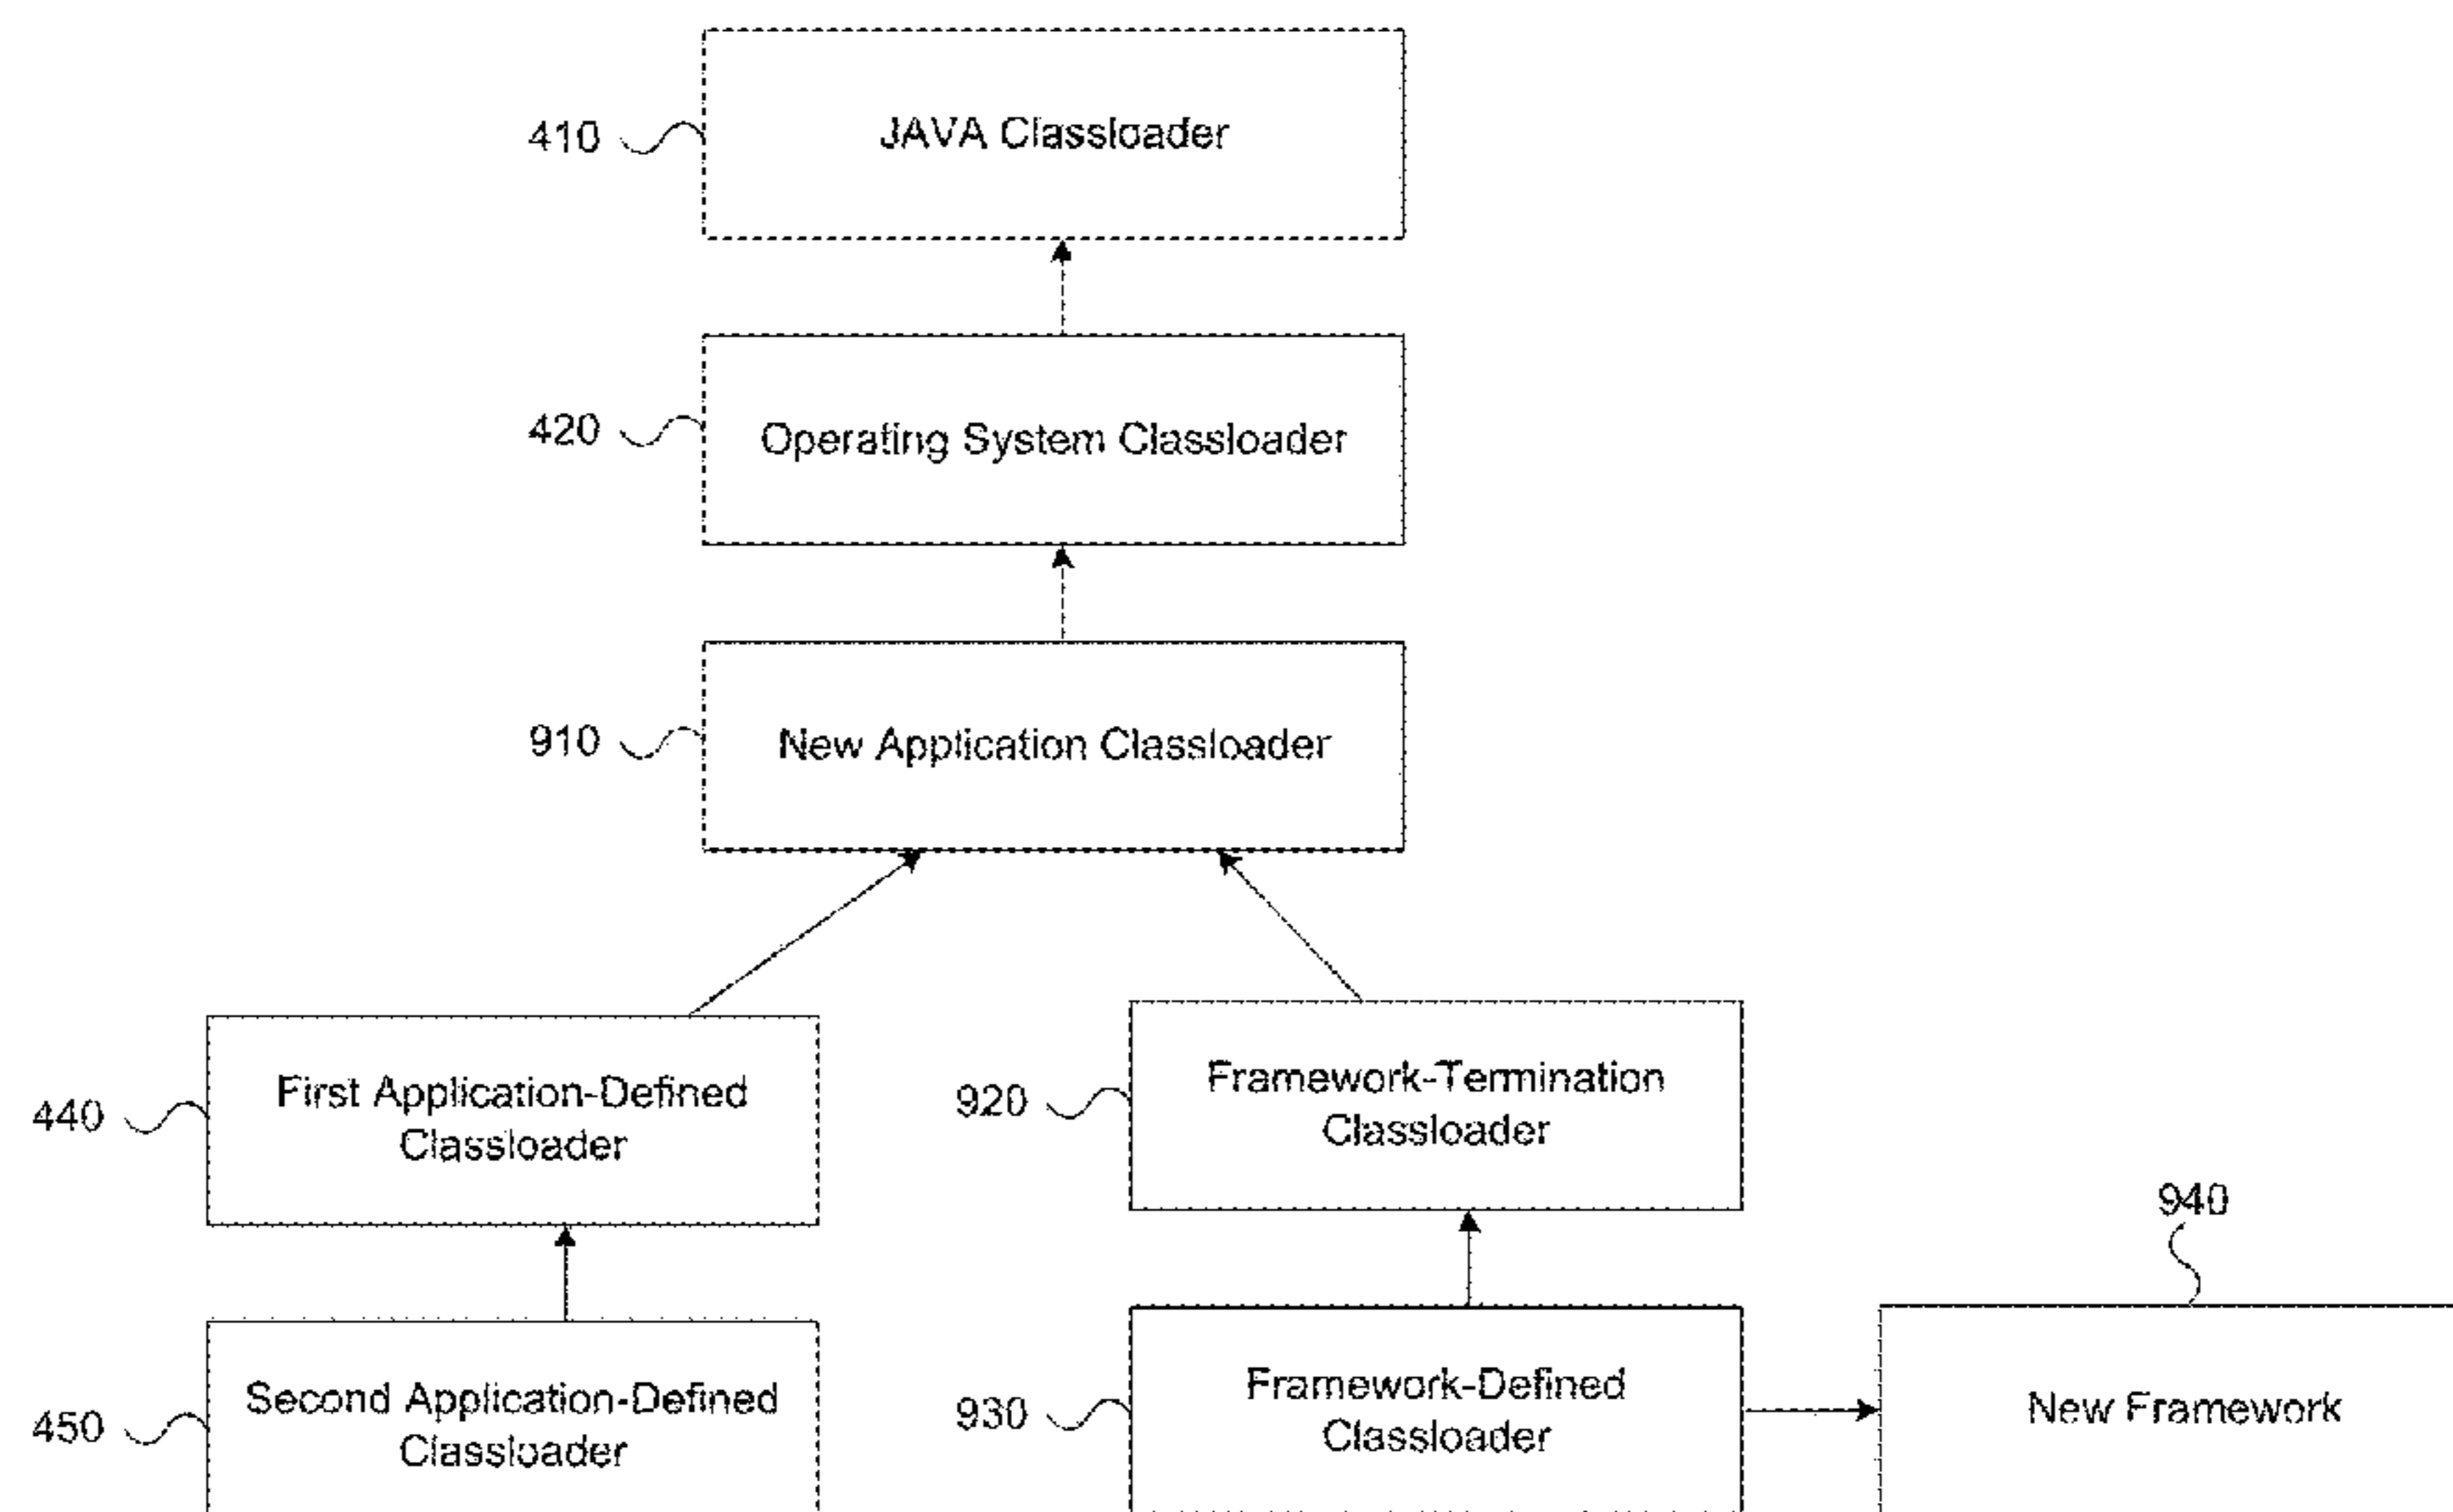 410
JAVA Classloader
420
Operating System Classloader
910
New Application Classloader
440
First Application-Defined
Classloader
920
Framework-Termination
Classloader
940
450
Second Application-Defined
Classloader
930
Framework-Defined
Classloader
New Framework